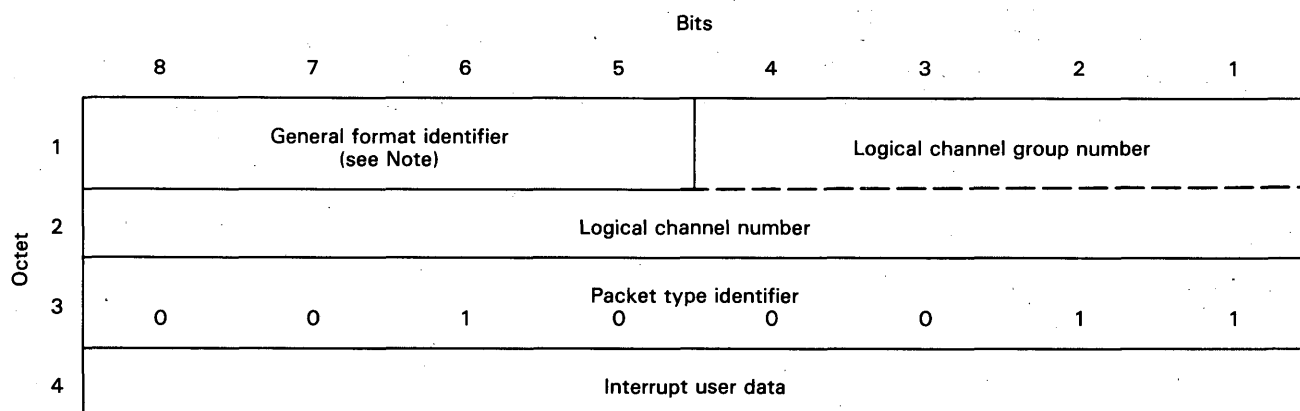 Bits
8 7 6 5 4 3 2 1
1
General format identifier
(see Note)
Logical channel group number
Octet
2
Logical channel number
3
Packet type identifier
0 0 1 0 0 0 1 1
4
Interrupt user data